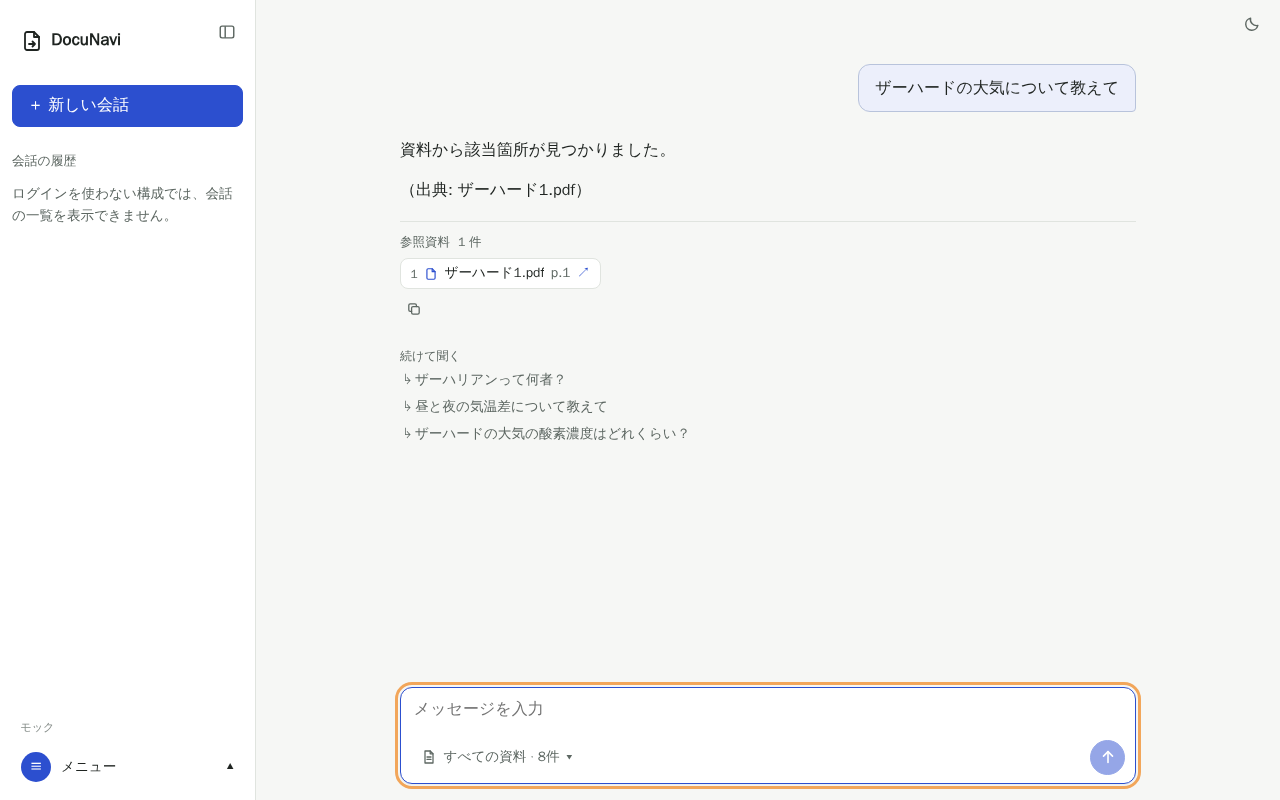 DocuNavi
＋ 新しい会話
会話の履歴
ログインを使わない構成では、会話
の一覧を表示できません。
モック
メニュー ▲
ザーハードの大気について教えて
資料から該当箇所が見つかりました。
（出典: ザーハード1.pdf）
参照資料 1 件
1 ザーハード1.pdf p.1 ↗
続けて聞く
↳ ザーハリアンって何者？
↳ 昼と夜の気温差について教えて
↳ ザーハードの大気の酸素濃度はどれくらい？
メッセージを入力
すべての資料 · 8件 ▾